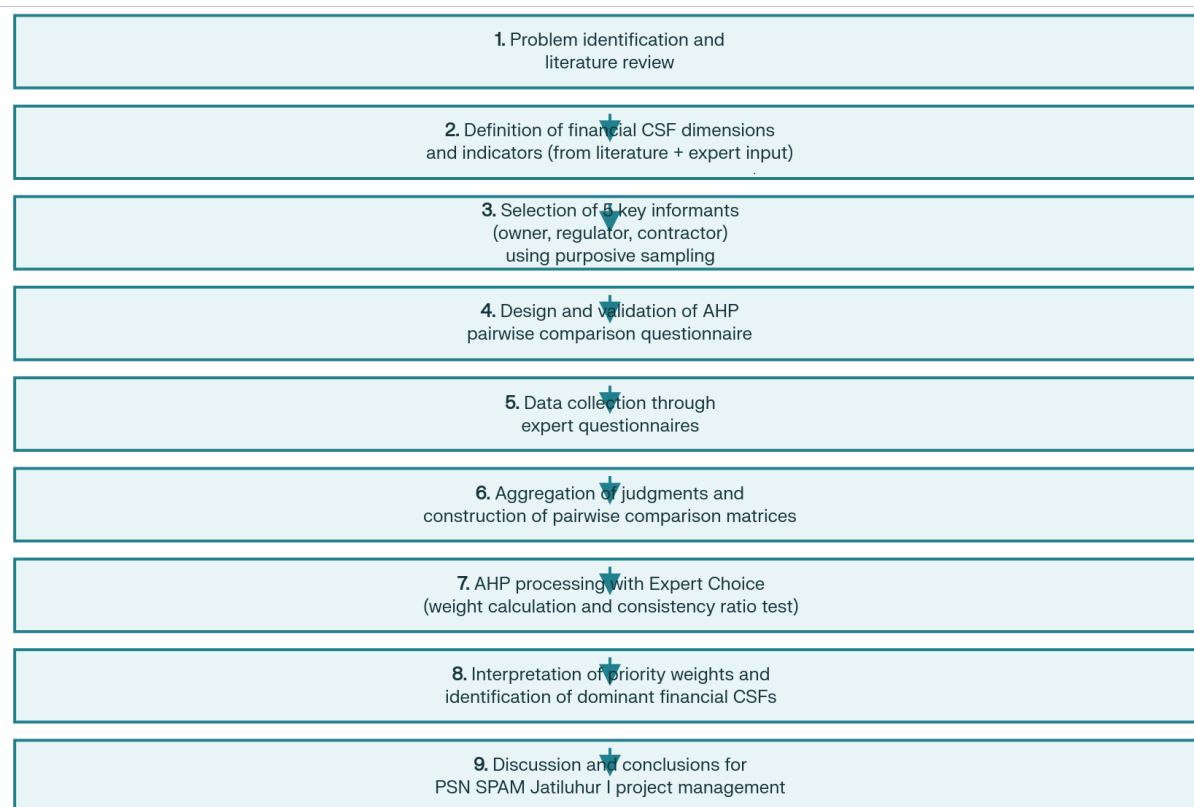 1. Problem identification and
literature review
2. Definition of financial CSF dimensions
and indicators (from literature + expert input)
3. Selection of 5 key informants
(owner, regulator, contractor)
using purposive sampling
4. Design and validation of AHP
pairwise comparison questionnaire
5. Data collection through
expert questionnaires
6. Aggregation of judgments and
construction of pairwise comparison matrices
7. AHP processing with Expert Choice
(weight calculation and consistency ratio test)
8. Interpretation of priority weights and
identification of dominant financial CSFs
9. Discussion and conclusions for
PSN SPAM Jatiluhur I project management